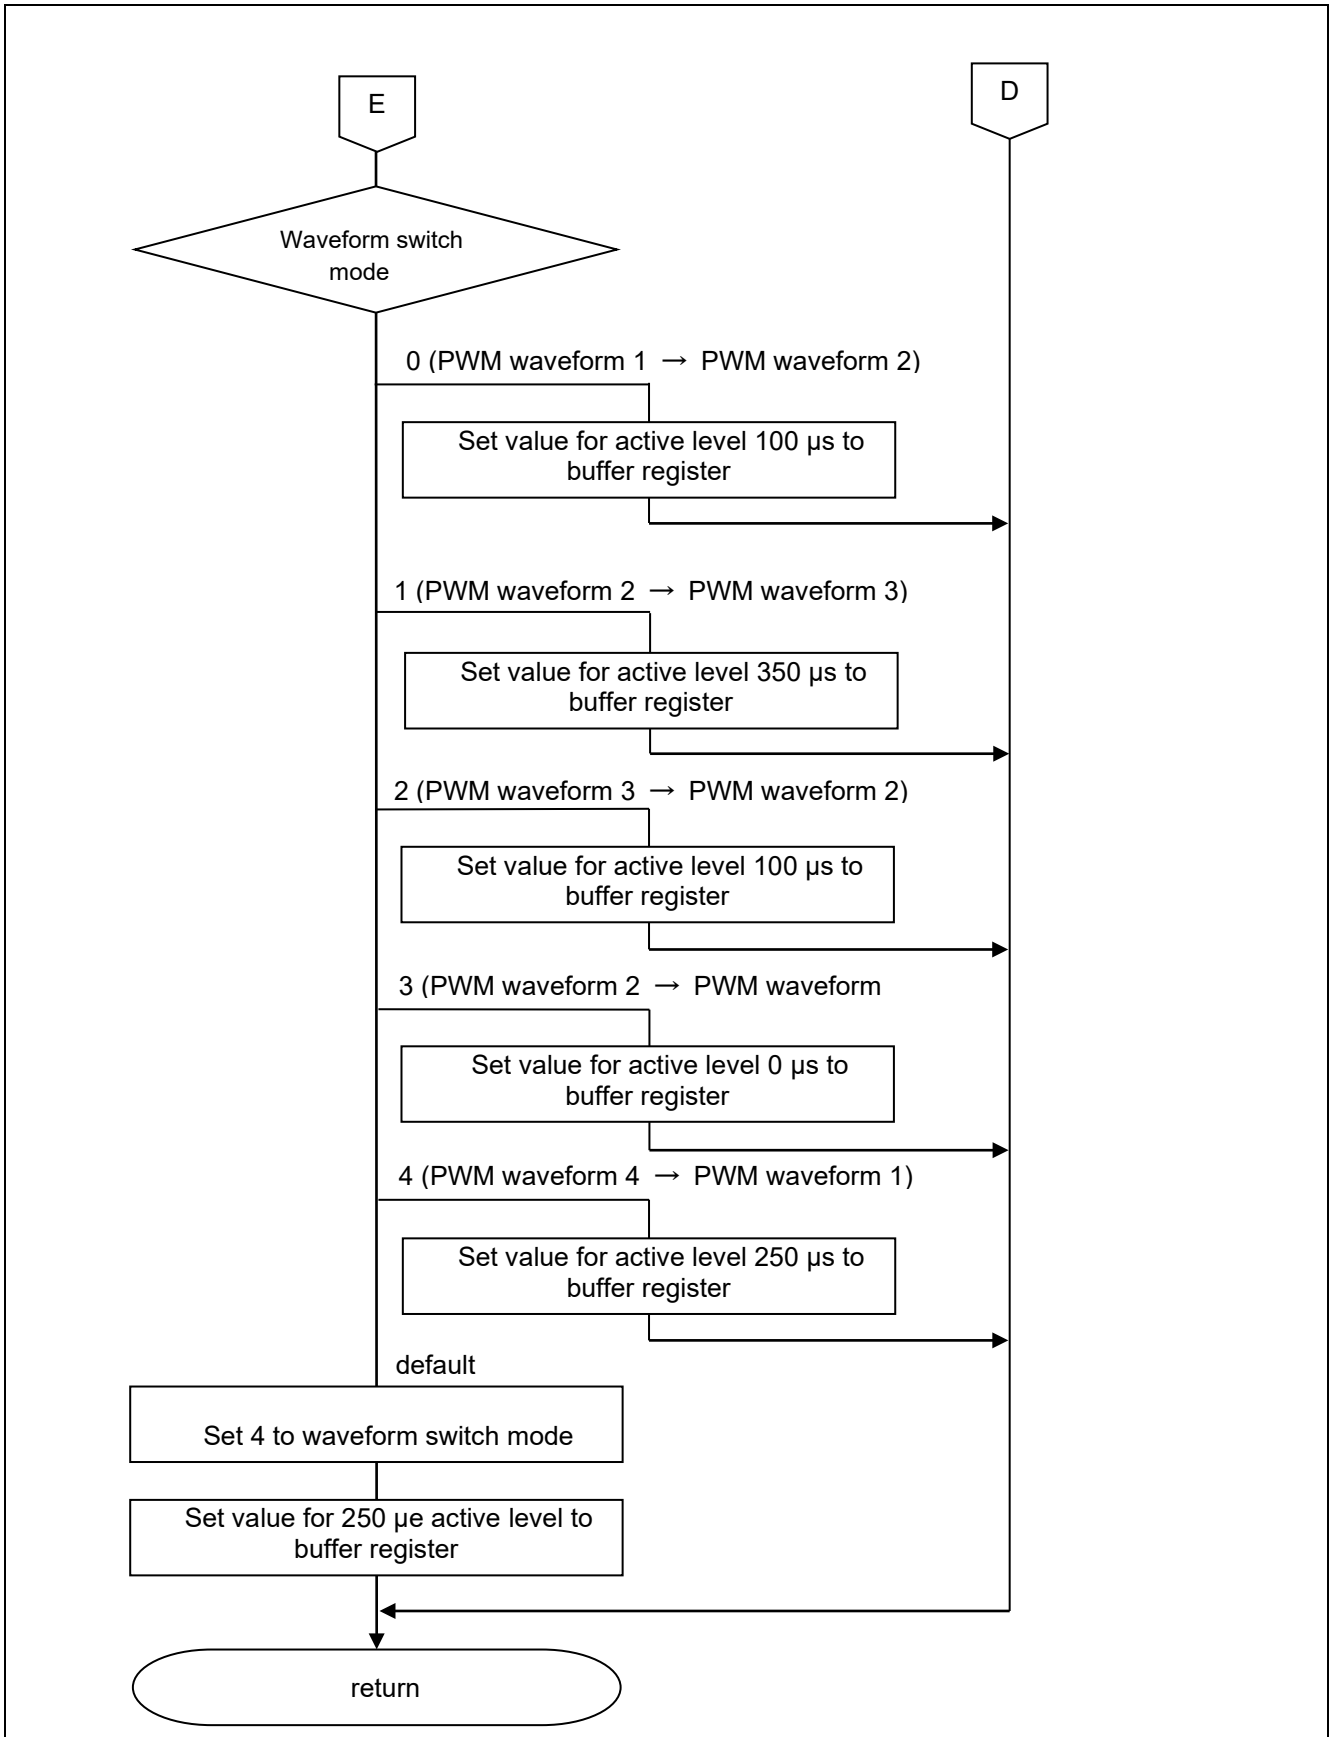 E
D
Waveform switch
mode
0 (PWM waveform 1 → PWM waveform 2)
Set value for active level 100 µs to
buffer register
1 (PWM waveform 2 → PWM waveform 3)
Set value for active level 350 µs to
buffer register
2 (PWM waveform 3 → PWM waveform 2)
Set value for active level 100 µs to
buffer register
3 (PWM waveform 2 → PWM waveform
Set value for active level 0 µs to
buffer register
4 (PWM waveform 4 → PWM waveform 1)
Set value for active level 250 µs to
buffer register
default
Set 4 to waveform switch mode
Set value for 250 µe active level to
buffer register
return